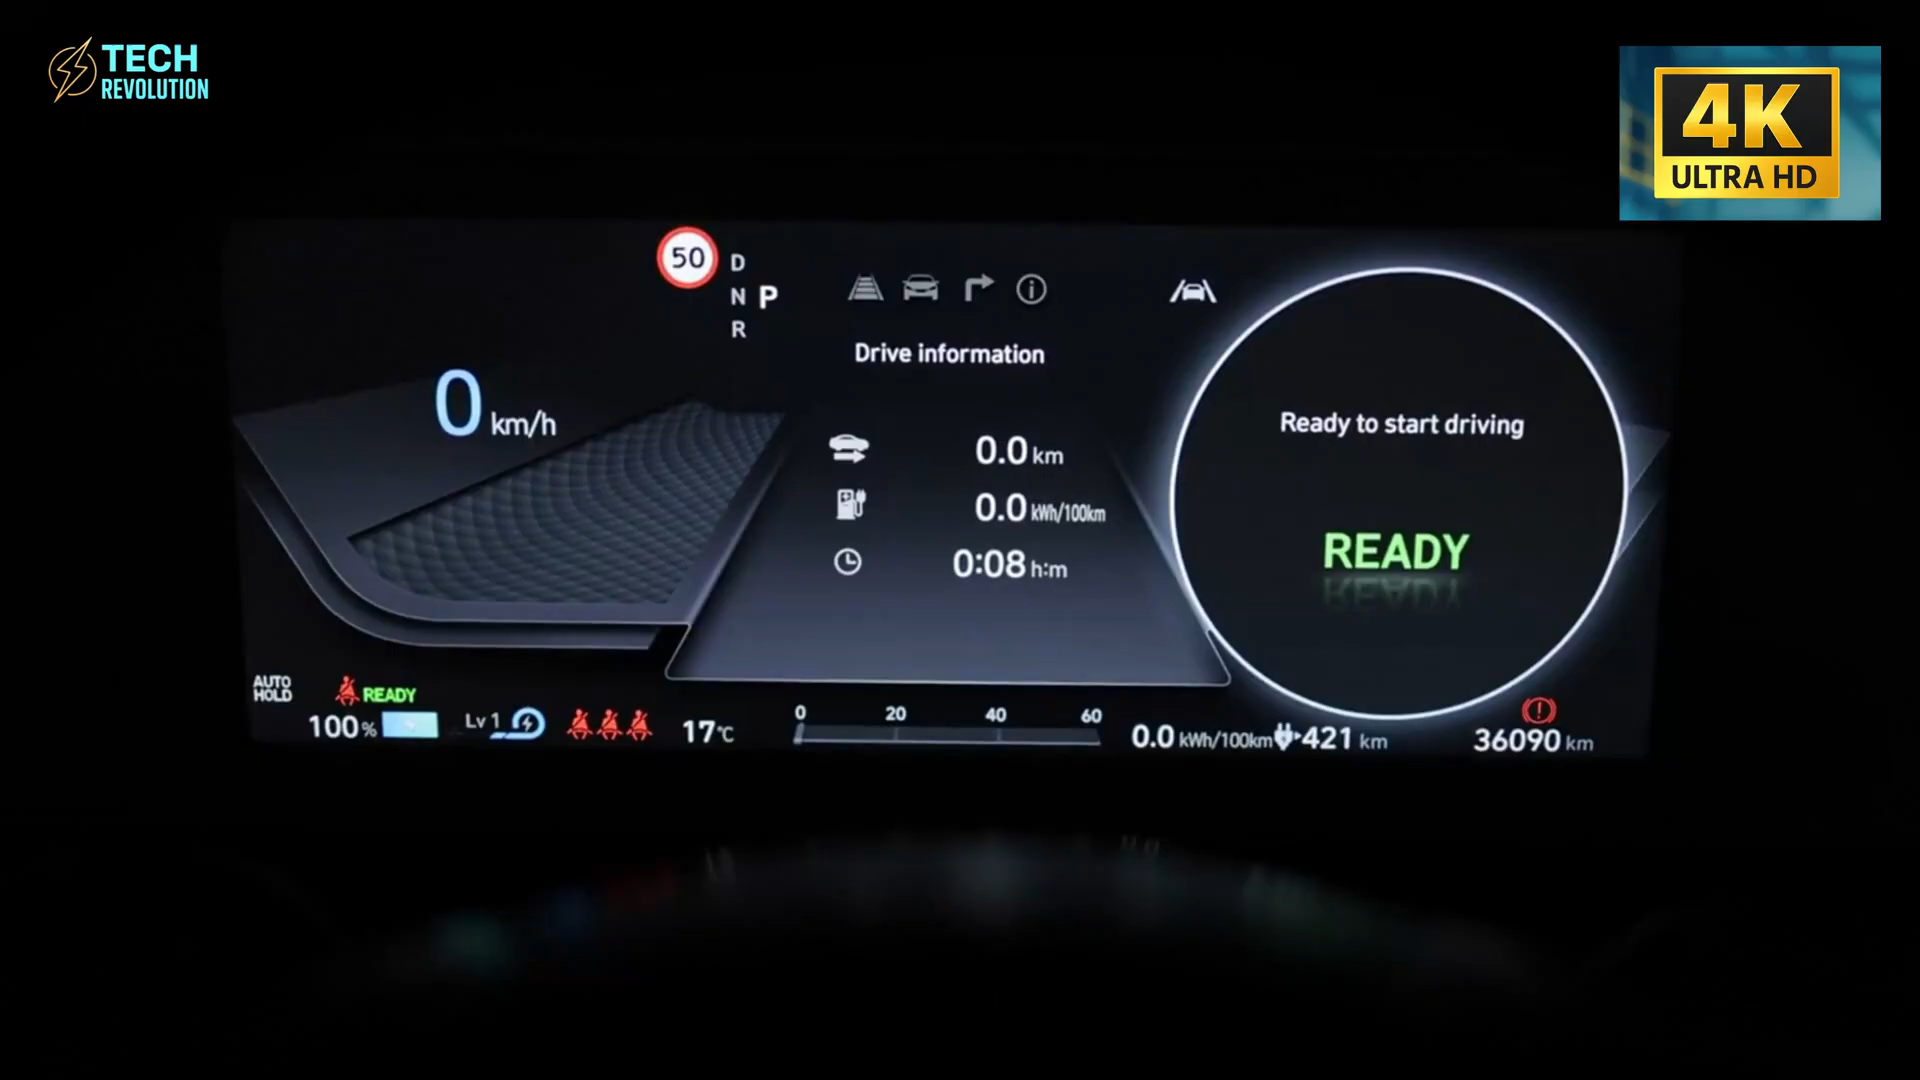 TECH
REVOLUTION
4K
ULTRA HD
50
D
N P
R
Drive information
0 km/h
0.0 km
0.0 kWh/100km
0:08 h:m
Ready to start driving
READY
AUTO
HOLD
READY
100 %
Lv 1
17°C
0 20 40 60
0.0 kWh/100km
421 km
36090 km